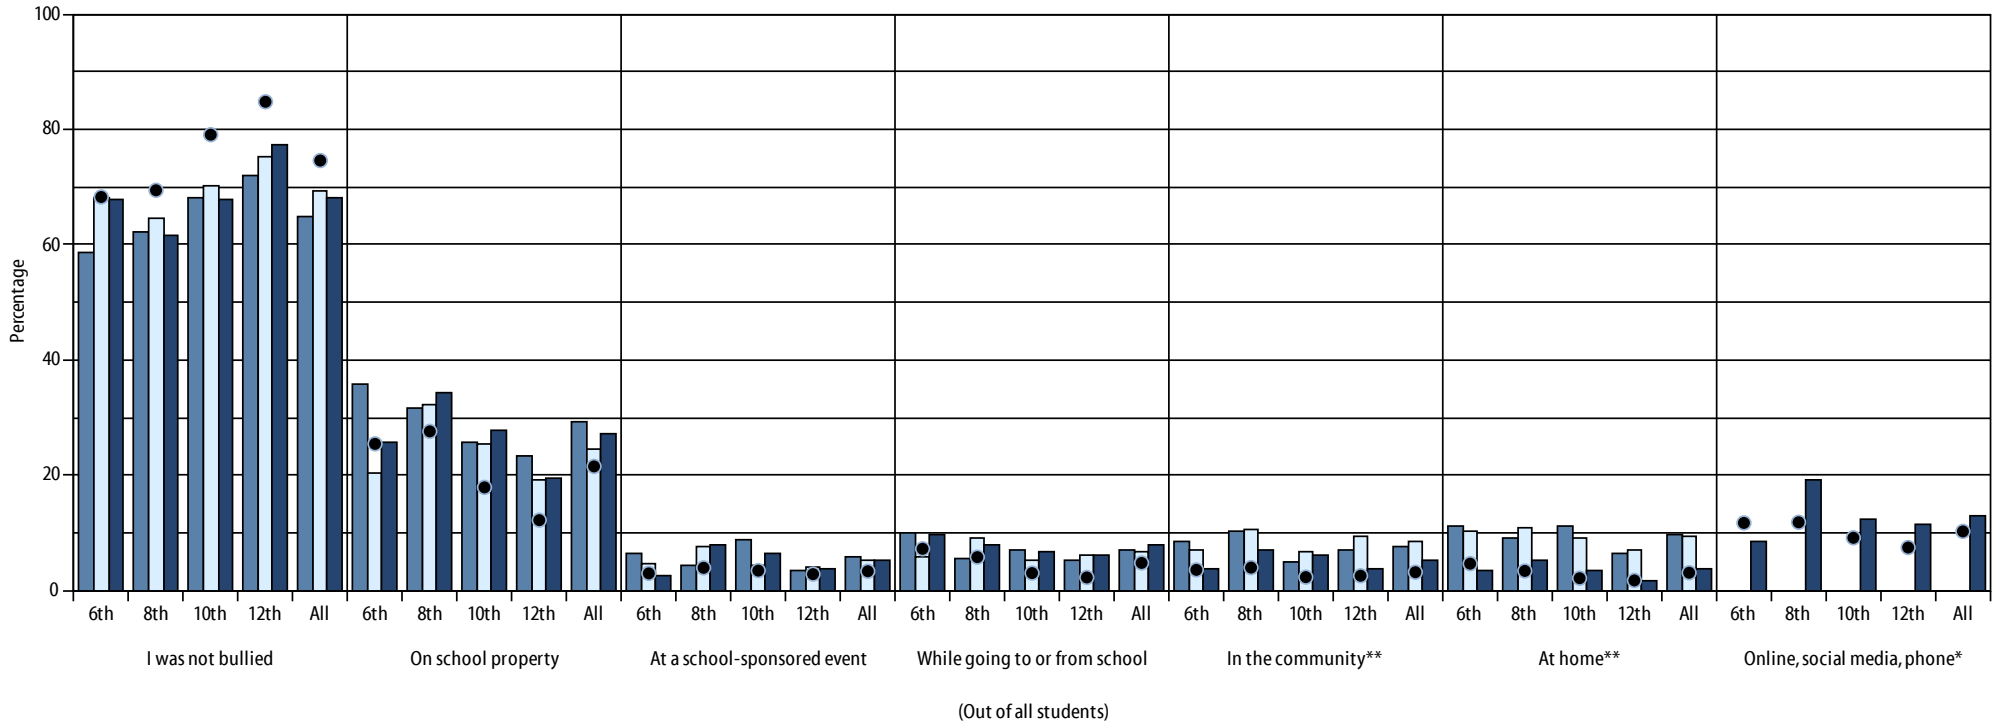 100
80
60
40
20
0
Percentage
6th 8th 10th 12th All 6th 8th 10th 12th All 6th 8th 10th 12th All 6th 8th 10th 12th All 6th 8th 10th 12th All 6th 8th 10th 12th All 6th 8th 10th 12th All
I was not bullied On school property At a school-sponsored event While going to or from school In the community** At home** Online, social media, phone*
(Out of all students)